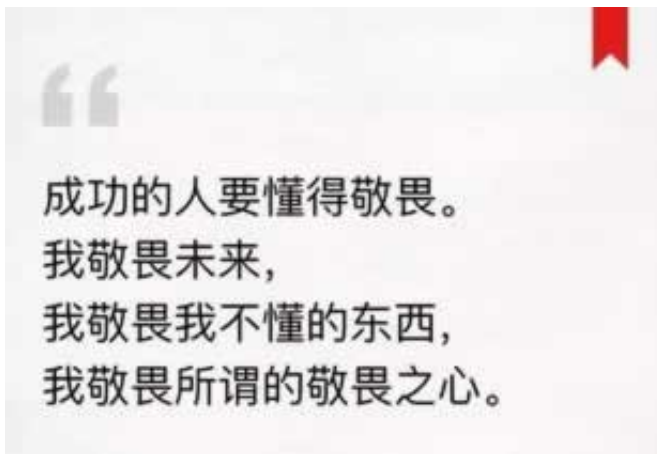 成功的人要懂得敬畏。
我敬畏未来，
我敬畏我不懂的东西，
我敬畏所谓的敬畏之心。